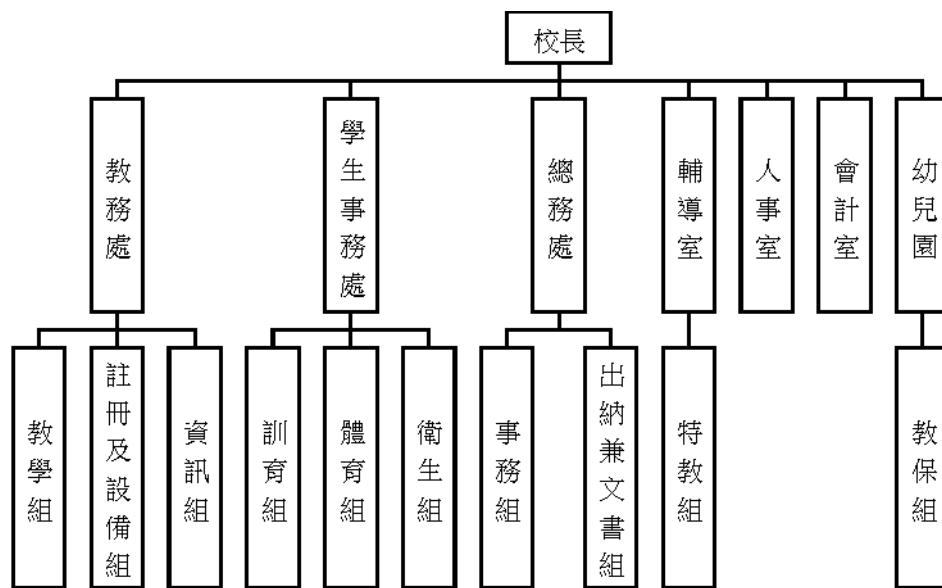 校長
教務處
學生事務處
總務處
輔導室
人事室
會計室
幼兒園
教學組
註冊及設備組
資訊組
訓育組
體育組
衛生組
事務組
出納兼文書組
特教組
教保組